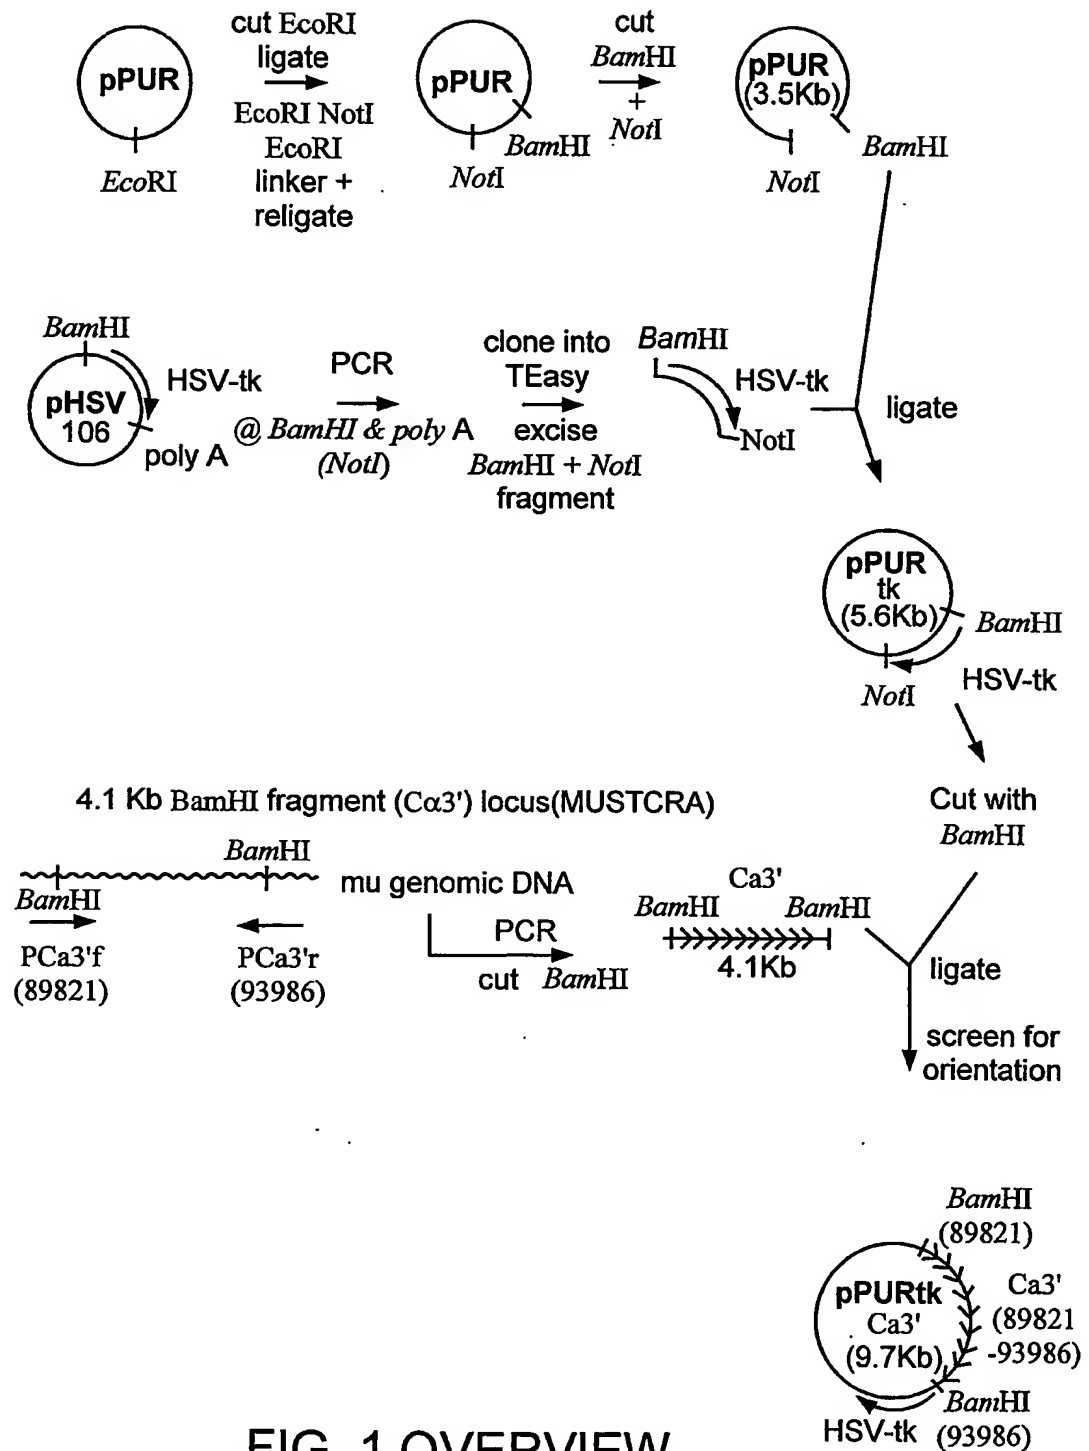 pPUR
EcoRI
cut EcoRI
ligate
EcoRI NotI
EcoRI
linker +
religate
pPUR
BamHI
NotI
cut
BamHI
+
NotI
pPUR
(3.5Kb)
BamHI
NotI
BamHI
pHSV
106
HSV-tk
poly A
PCR
@ BamHI & poly A
(NotI)
clone into
TEasy
excise
BamHI + NotI
fragment
BamHI
HSV-tk
NotI
ligate
pPUR
tk
(5.6Kb)
BamHI
HSV-tk
NotI
Cut with
BamHI
4.1 Kb BamHI fragment (Cα3') locus(MUSTCRA)
BamHI
BamHI
PCa3'f
(89821)
PCa3'r
(93986)
mu genomic DNA
PCR
cut BamHI
Ca3'
BamHI BamHI
4.1Kb
ligate
screen for
orientation
BamHI
(89821)
pPURtk
Ca3'
(9.7Kb)
Ca3'
(89821
-93986)
BamHI
(93986)
HSV-tk
FIG. 1 OVERVIEW